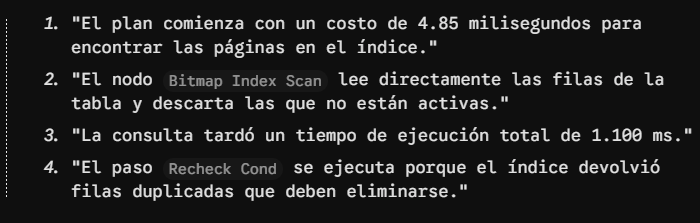 1. "El plan comienza con un costo de 4.85 milisegundos para
encontrar las páginas en el índice."
2. "El nodo Bitmap Index Scan lee directamente las filas de la
tabla y descarta las que no están activas."
3. "La consulta tardó un tiempo de ejecución total de 1.100 ms."
4. "El paso Recheck Cond se ejecuta porque el índice devolvió
filas duplicadas que deben eliminarse."